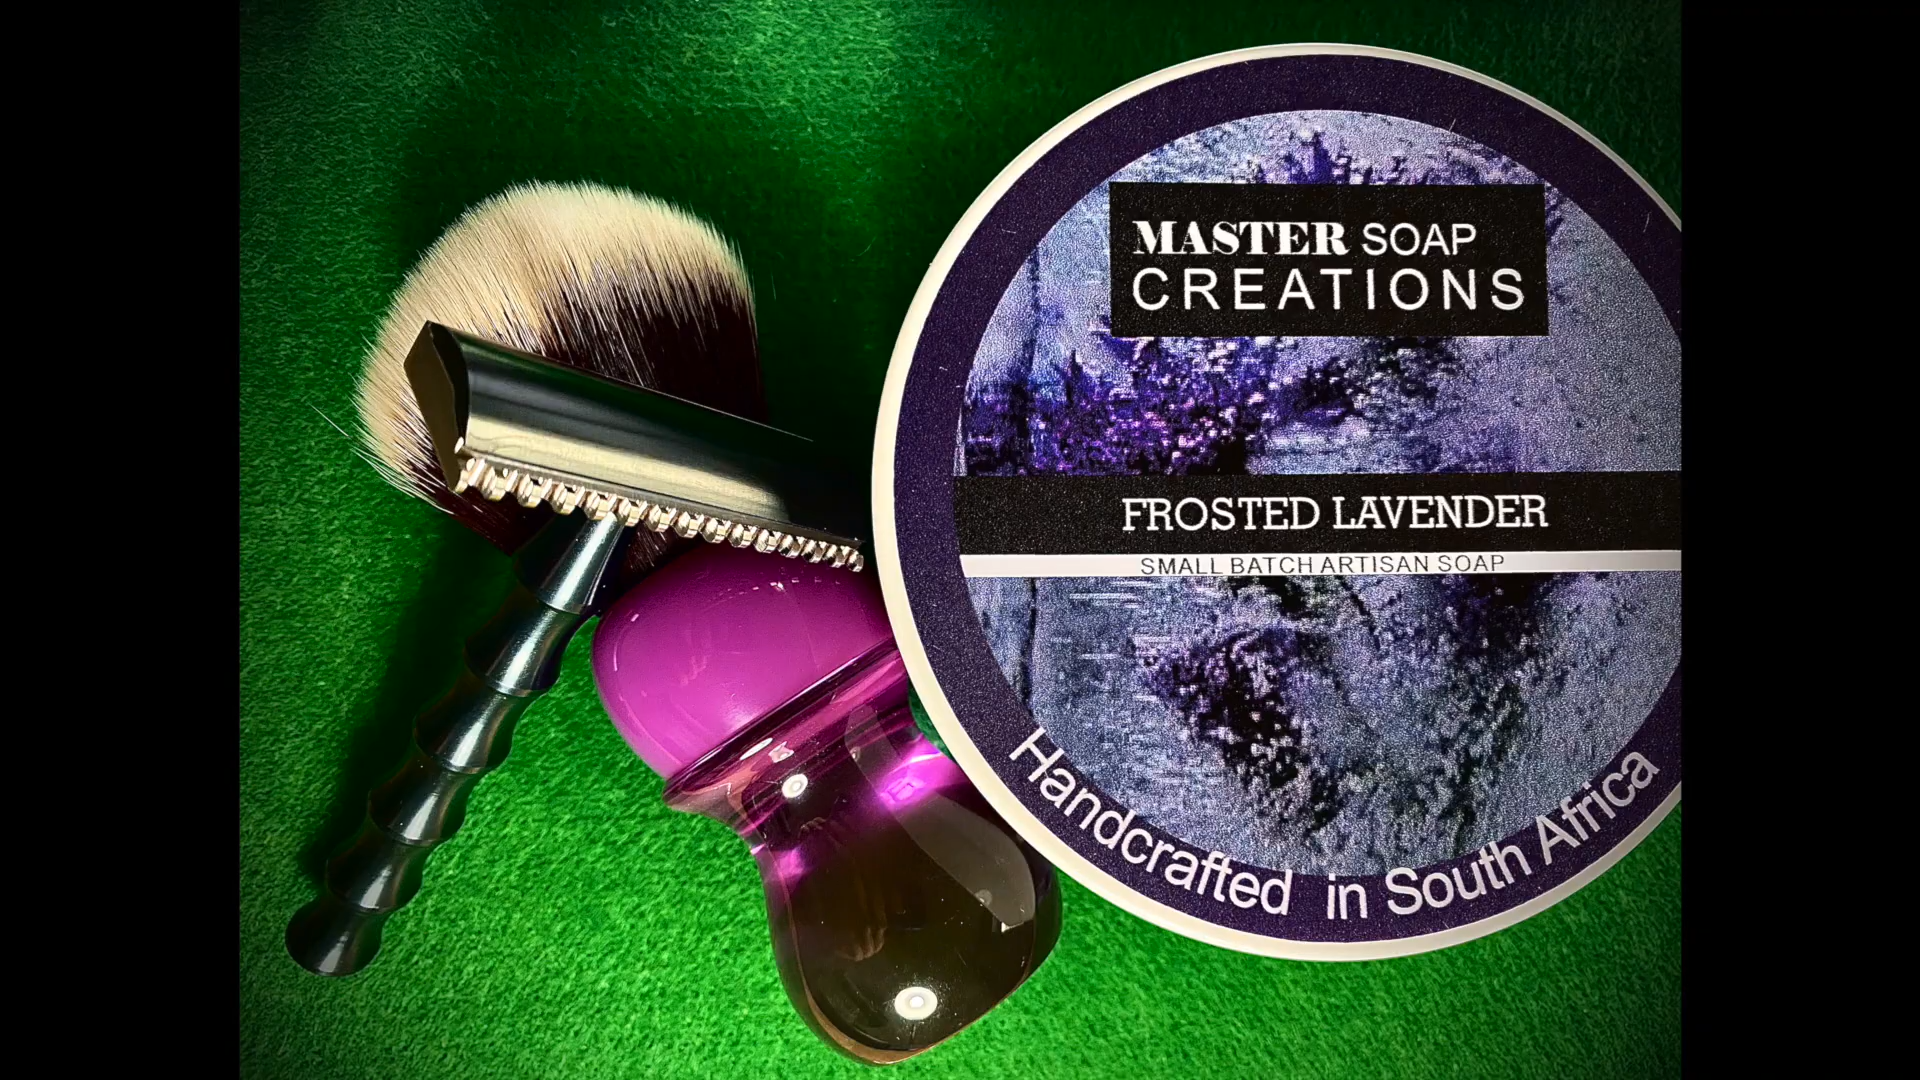 MASTER SOAP
CREATIONS
FROSTED LAVENDER
SMALL BATCH ARTISAN SOAP
Handcrafted in South Africa